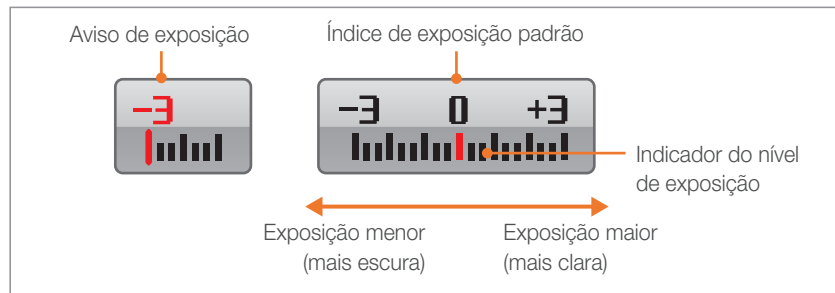 Aviso de exposição
Índice de exposição padrão
-3
-3 0 +3
Indicador do nível
de exposição
Exposição menor
(mais escura)
Exposição maior
(mais clara)